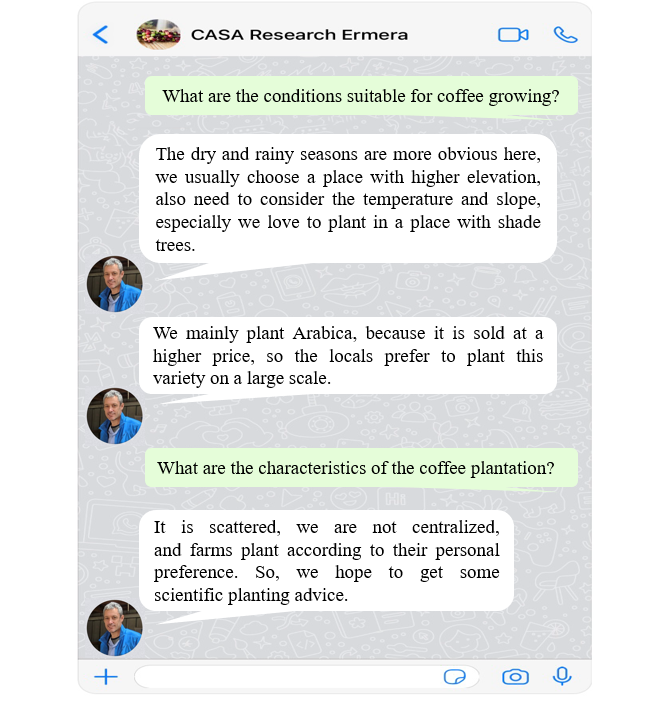 CASA Research Ermera
What are the conditions suitable for coffee growing?
The dry and rainy seasons are more obvious here,
we usually choose a place with higher elevation,
also need to consider the temperature and slope,
especially we love to plant in a place with shade
trees.
We mainly plant Arabica, because it is sold at a
higher price, so the locals prefer to plant this
variety on a large scale.
What are the characteristics of the coffee plantation?
It is scattered, we are not centralized,
and farms plant according to their personal
preference. So, we hope to get some
scientific planting advice.